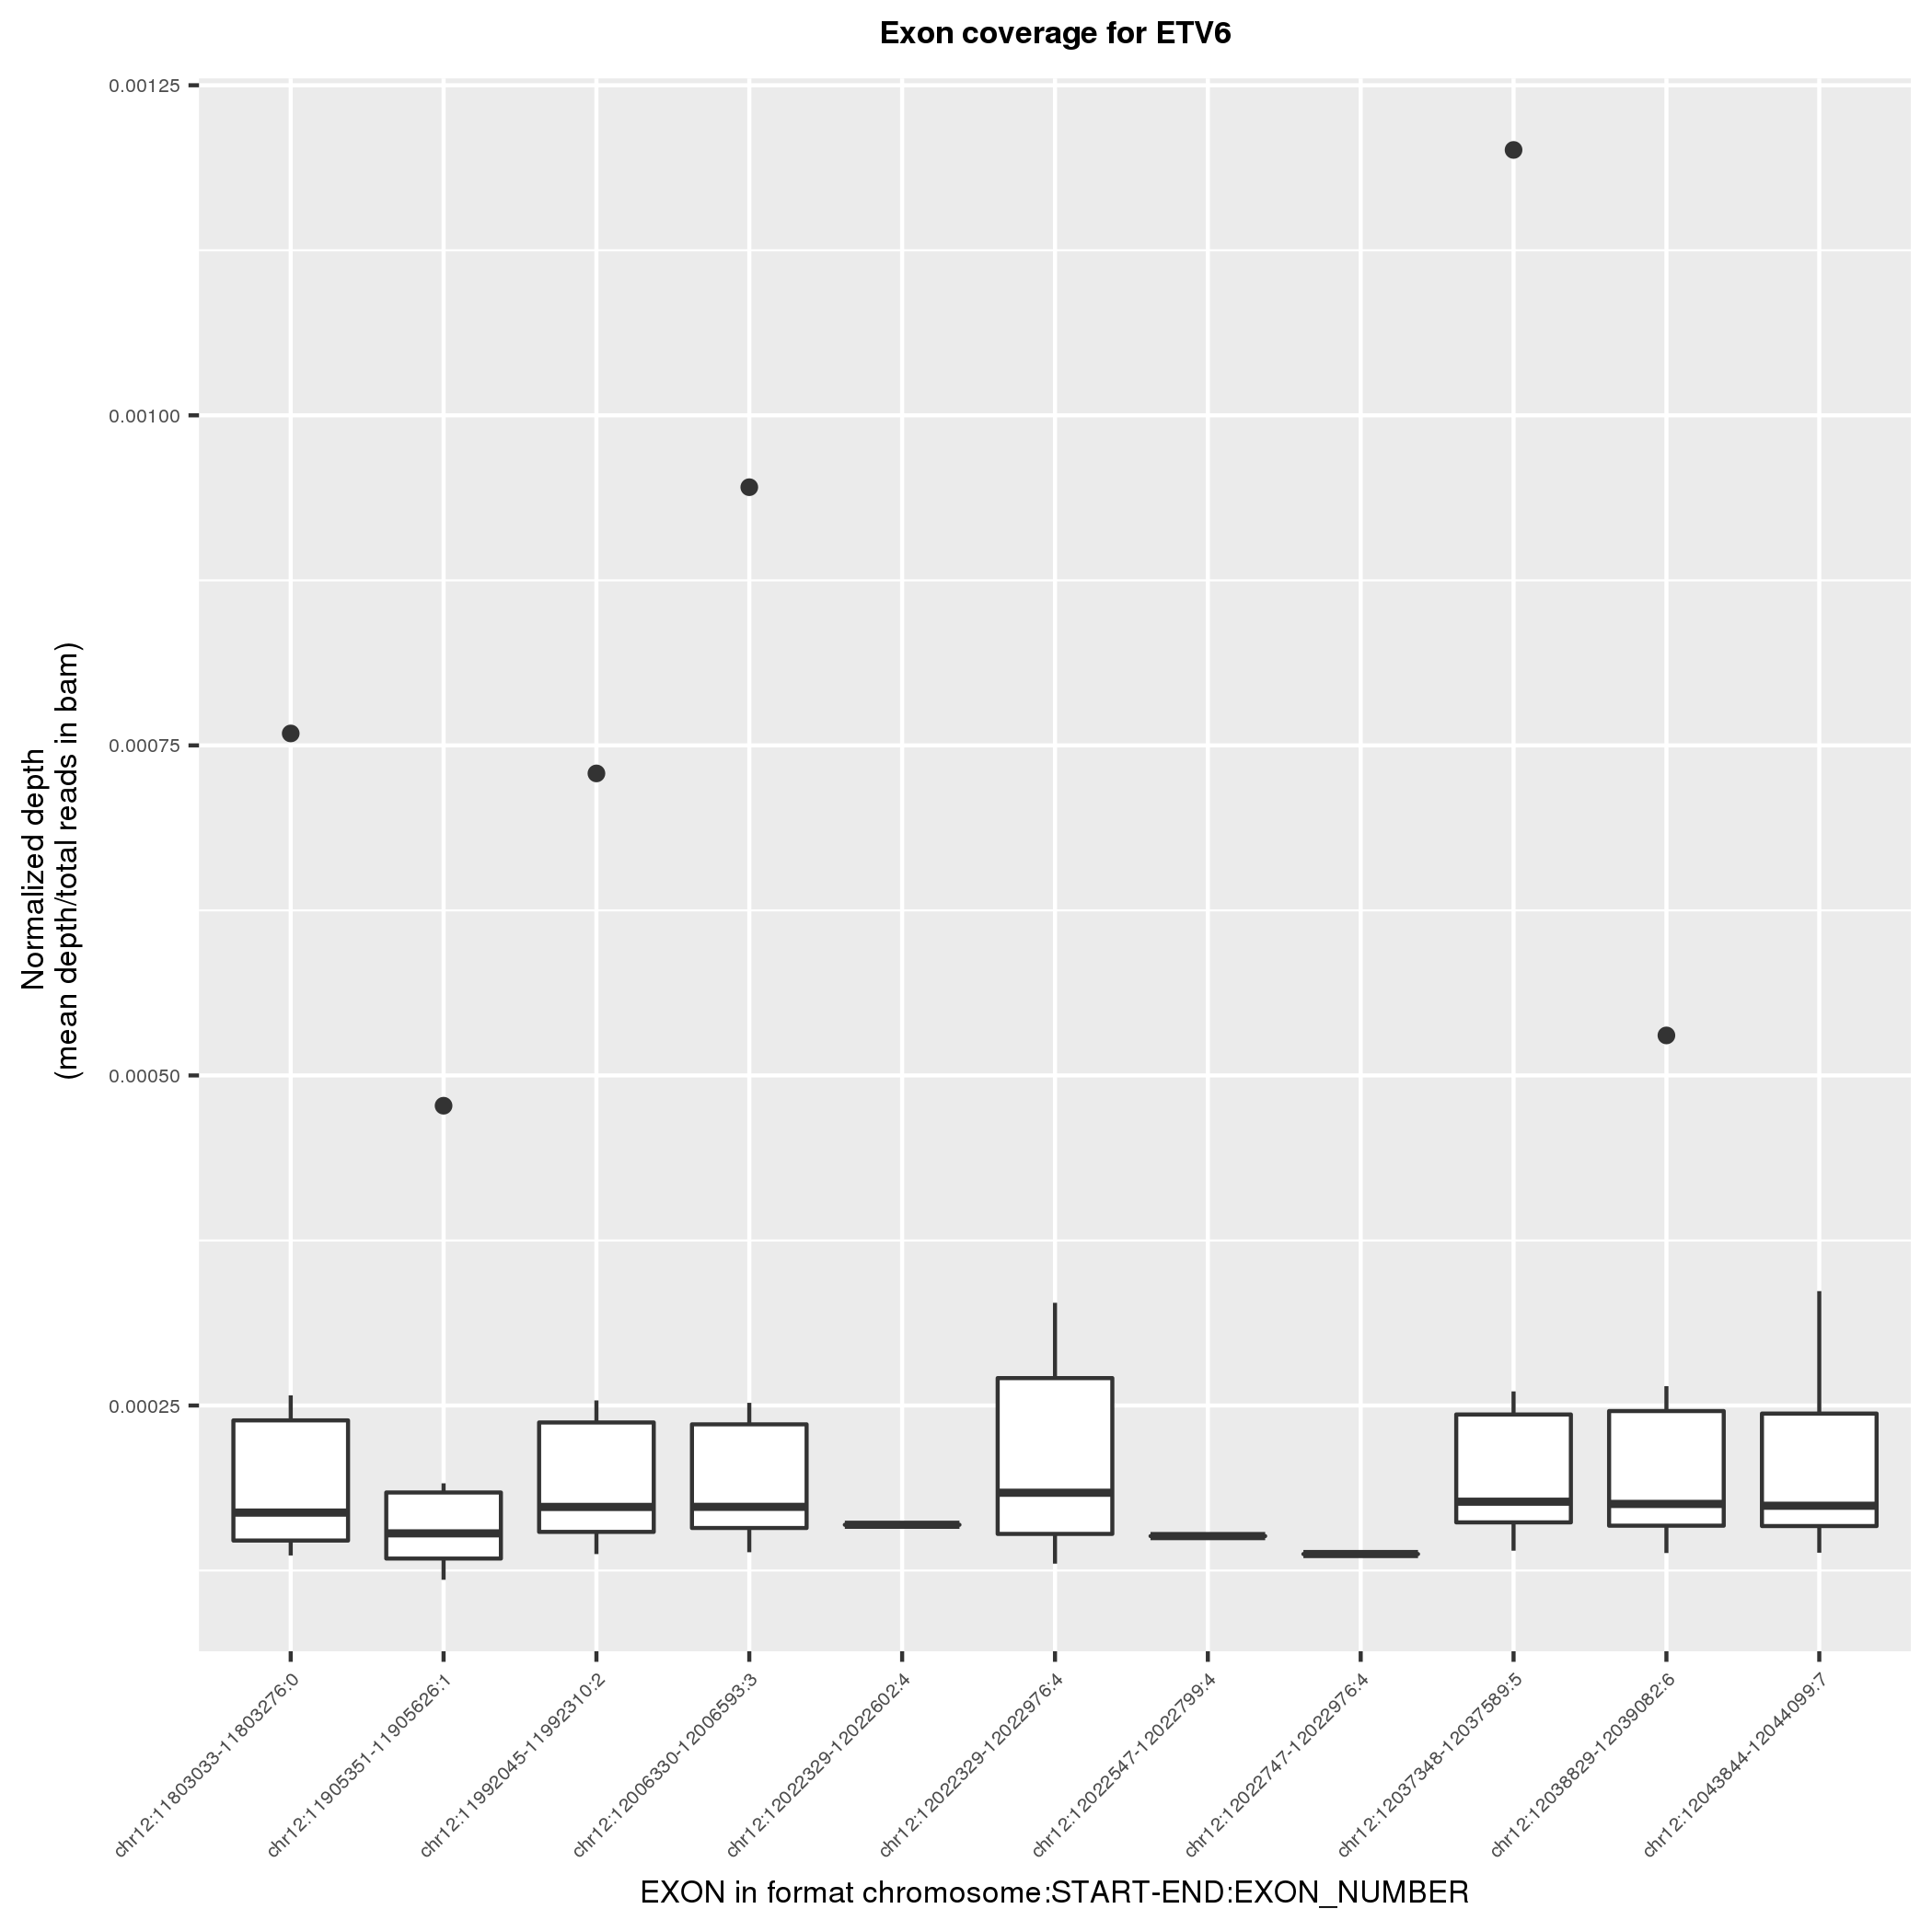 Exon coverage for ETV6
Normalized depth
(mean depth/total reads in bam)
0.00125
0.00100
0.00075
0.00050
0.00025
chr12:11803033-11803276:0
chr12:11905351-11905626:1
chr12:11992045-11992310:2
chr12:12006330-12006593:3
chr12:12022329-12022602:4
chr12:12022329-12022976:4
chr12:12022547-12022799:4
chr12:12022747-12022976:4
chr12:12037348-12037589:5
chr12:12038829-12039082:6
chr12:12043844-12044099:7
EXON in format chromosome:START-END:EXON_NUMBER